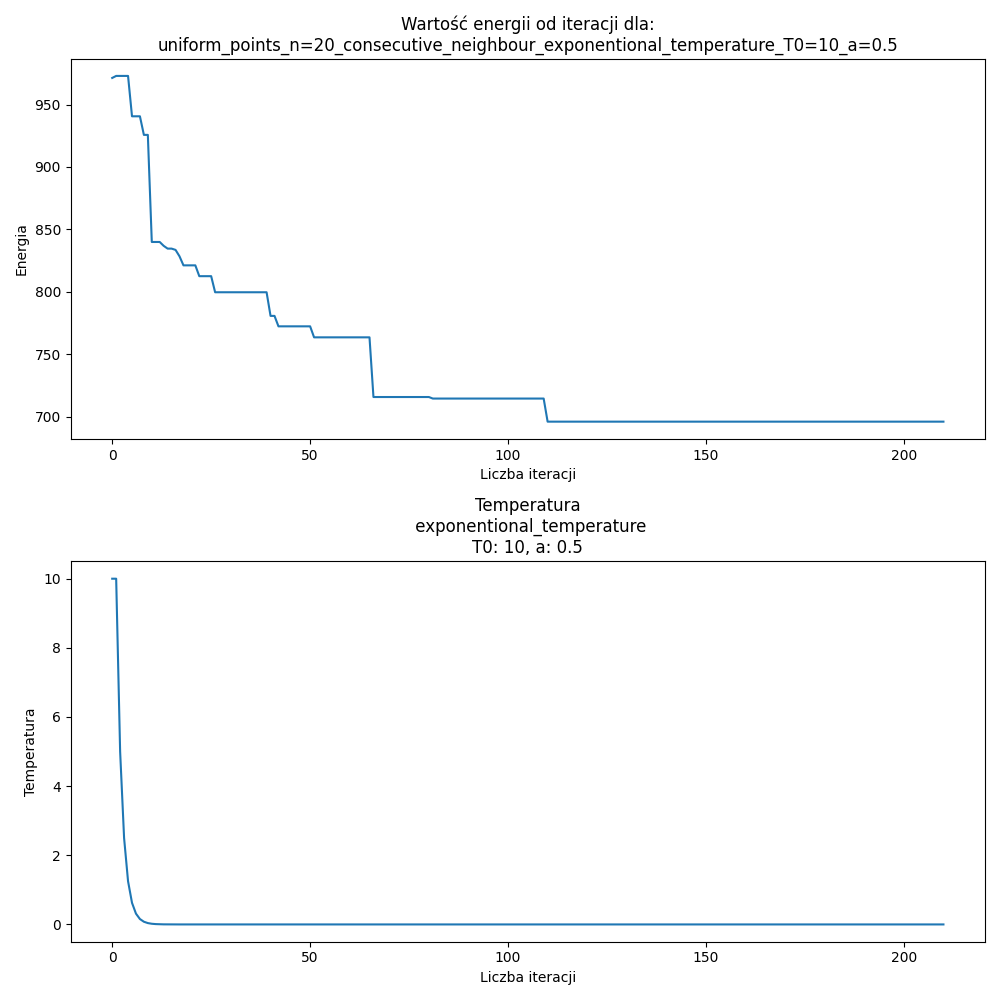 Wartość energii od iteracji dla:
uniform_points_n=20_consecutive_neighbour_exponentional_temperature_T0=10_a=0.5
950
900
850
800
750
700
Energia
0 50 100 150 200
Liczba iteracji
Temperatura
exponentional_temperature
T0: 10, a: 0.5
10
8
6
4
2
0
Temperatura
0 50 100 150 200
Liczba iteracji